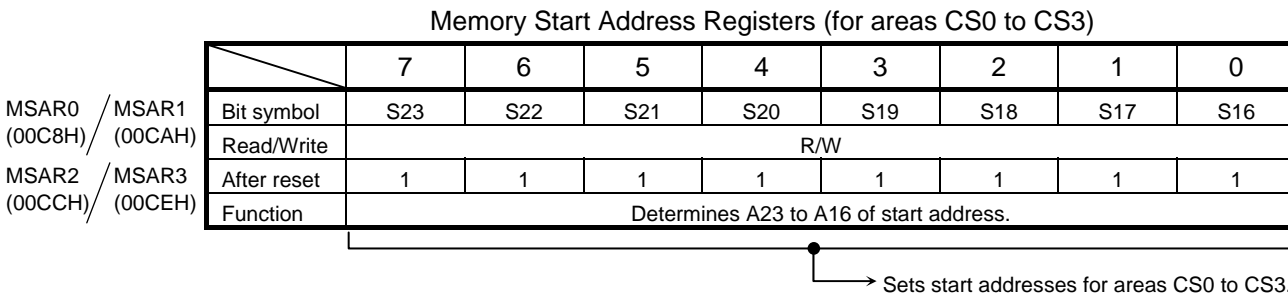 Memory Start Address Registers (for areas CS0 to CS3)
7 6 5 4 3 2 1 0
MSAR0 / MSAR1 Bit symbol S23 S22 S21 S20 S19 S18 S17 S16
(00C8H) (00CAH) Read/Write R/W
MSAR2 / MSAR3 After reset 1 1 1 1 1 1 1 1
(00CCH) (00CEH) Function Determines A23 to A16 of start address.
Sets start addresses for areas CS0 to CS3